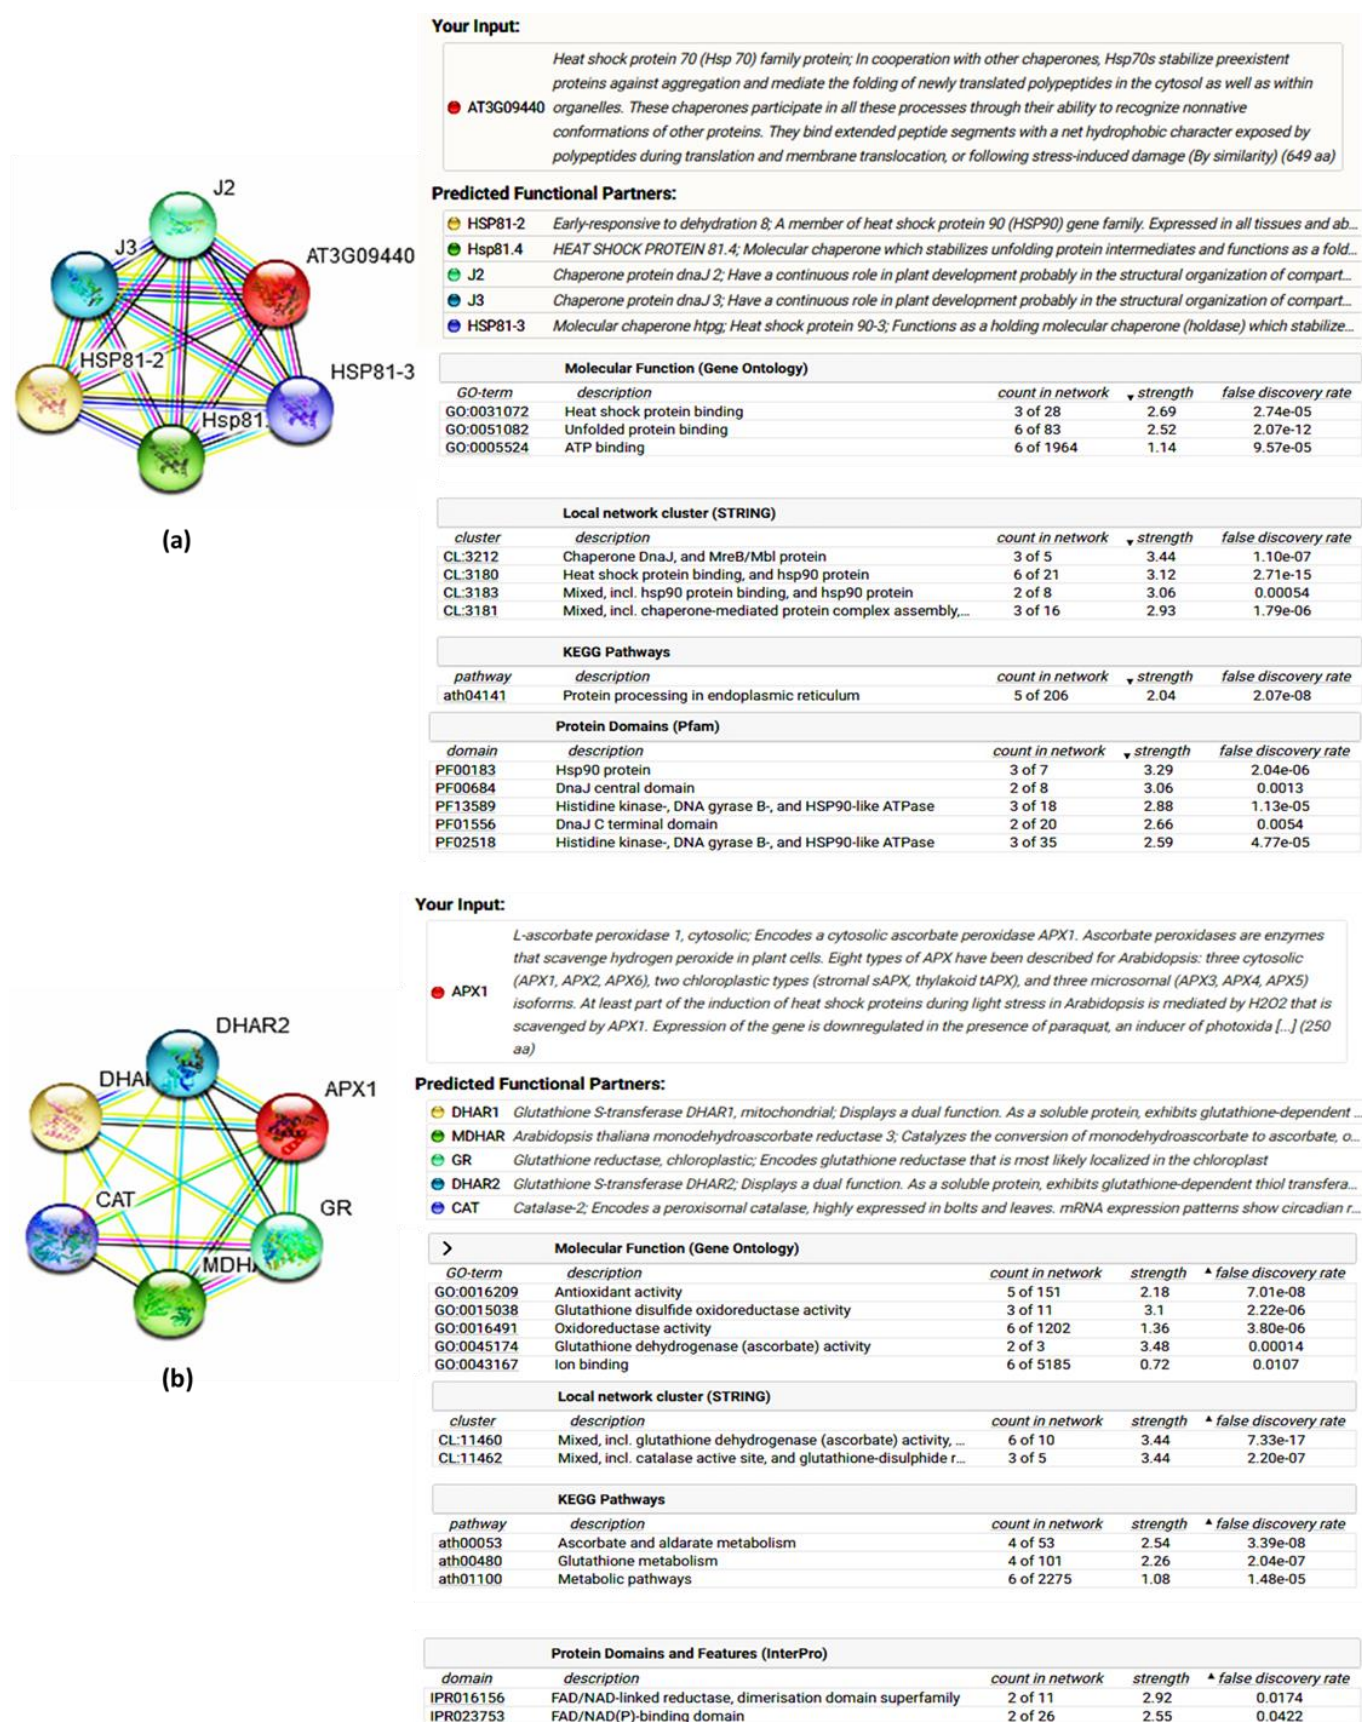 Your Input:
AT3G09440
Heat shock protein 70 (Hsp 70) family protein; In cooperation with other chaperones, Hsp70s stabilize preexistent
proteins against aggregation and mediate the folding of newly translated polypeptides in the cytosol as well as within
organelles. These chaperones participate in all these processes through their ability to recognize nonnative
conformations of other proteins. They bind extended peptide segments with a net hydrophobic character exposed by
polypeptides during translation and membrane translocation, or following stress-induced damage (By similarity) (649 aa)
Predicted Functional Partners:
HSP81-2 Early-responsive to dehydration 8; A member of heat shock protein 90 (HSP90) gene family. Expressed in all tissues and ab...
Hsp81.4 HEAT SHOCK PROTEIN 81.4; Molecular chaperone which stabilizes unfolding protein intermediates and functions as a fold...
J2 Chaperone protein dnaJ 2; Have a continuous role in plant development probably in the structural organization of compart...
J3 Chaperone protein dnaJ 3; Have a continuous role in plant development probably in the structural organization of compart...
HSP81-3 Molecular chaperone htpg; Heat shock protein 90-3; Functions as a holding molecular chaperone (holdase) which stabilize...
J2
J3
AT3G09440
HSP81-2
HSP81-3
Hsp81.
(a)
Molecular Function (Gene Ontology)
GO-term description count in network strength false discovery rate
GO:0031072 Heat shock protein binding 3 of 28 2.69 2.74e-05
GO:0051082 Unfolded protein binding 6 of 83 2.52 2.07e-12
GO:0005524 ATP binding 6 of 1964 1.14 9.57e-05
Local network cluster (STRING)
cluster description count in network strength false discovery rate
CL:3212 Chaperone DnaJ, and MreB/Mbl protein 3 of 5 3.44 1.10e-07
CL:3180 Heat shock protein binding, and hsp90 protein 6 of 21 3.12 2.71e-15
CL:3183 Mixed, incl. hsp90 protein binding, and hsp90 protein 2 of 8 3.06 0.00054
CL:3181 Mixed, incl. chaperone-mediated protein complex assembly,... 3 of 16 2.93 1.79e-06
KEGG Pathways
pathway description count in network strength false discovery rate
ath04141 Protein processing in endoplasmic reticulum 5 of 206 2.04 2.07e-08
Protein Domains (Pfam)
domain description count in network strength false discovery rate
PF00183 Hsp90 protein 3 of 7 3.29 2.04e-06
PF00684 DnaJ central domain 2 of 8 3.06 0.0013
PF13589 Histidine kinase-, DNA gyrase B-, and HSP90-like ATPase 3 of 18 2.88 1.13e-05
PF01556 DnaJ C terminal domain 2 of 20 2.66 0.0054
PF02518 Histidine kinase-, DNA gyrase B-, and HSP90-like ATPase 3 of 35 2.59 4.77e-05
Your Input:
APX1
L-ascorbate peroxidase 1, cytosolic; Encodes a cytosolic ascorbate peroxidase APX1. Ascorbate peroxidases are enzymes
that scavenge hydrogen peroxide in plant cells. Eight types of APX have been described for Arabidopsis: three cytosolic
(APX1, APX2, APX6), two chloroplastic types (stromal sAPX, thylakoid tAPX), and three microsomal (APX3, APX4, APX5)
isoforms. At least part of the induction of heat shock proteins during light stress in Arabidopsis is mediated by H2O2 that is
scavenged by APX1. Expression of the gene is downregulated in the presence of paraquat, an inducer of photoxida [...] (250
aa)
Predicted Functional Partners:
DHAR1 Glutathione S-transferase DHAR1, mitochondrial; Displays a dual function. As a soluble protein, exhibits glutathione-dependent ...
MDHAR Arabidopsis thaliana monodehydroascorbate reductase 3; Catalyzes the conversion of monodehydroascorbate to ascorbate, o...
GR Glutathione reductase, chloroplastic; Encodes glutathione reductase that is most likely localized in the chloroplast
DHAR2 Glutathione S-transferase DHAR2; Displays a dual function. As a soluble protein, exhibits glutathione-dependent thiol transfera...
CAT Catalase-2; Encodes a peroxisomal catalase, highly expressed in bolts and leaves. mRNA expression patterns show circadian r...
DHAR2
DHAR
APX1
CAT
GR
MDHA
(b)
Molecular Function (Gene Ontology)
GO-term description count in network strength false discovery rate
GO:0016209 Antioxidant activity 5 of 151 2.18 7.01e-08
GO:0015038 Glutathione disulfide oxidoreductase activity 3 of 11 3.1 2.22e-06
GO:0016491 Oxidoreductase activity 6 of 1202 1.36 3.80e-06
GO:0045174 Glutathione dehydrogenase (ascorbate) activity 2 of 3 3.48 0.00014
GO:0043167 Ion binding 6 of 5185 0.72 0.0107
Local network cluster (STRING)
cluster description count in network strength false discovery rate
CL:11460 Mixed, incl. glutathione dehydrogenase (ascorbate) activity, ... 6 of 10 3.44 7.33e-17
CL:11462 Mixed, incl. catalase active site, and glutathione-disulphide r... 3 of 5 3.44 2.20e-07
KEGG Pathways
pathway description count in network strength false discovery rate
ath00053 Ascorbate and aldarate metabolism 4 of 53 2.54 3.39e-08
ath00480 Glutathione metabolism 4 of 101 2.26 2.04e-07
ath01100 Metabolic pathways 6 of 2275 1.08 1.48e-05
Protein Domains and Features (InterPro)
domain description count in network strength false discovery rate
IPR016156 FAD/NAD-linked reductase, dimerisation domain superfamily 2 of 11 2.92 0.0174
IPR023753 FAD/NAD(P)-binding domain 2 of 26 2.55 0.0422